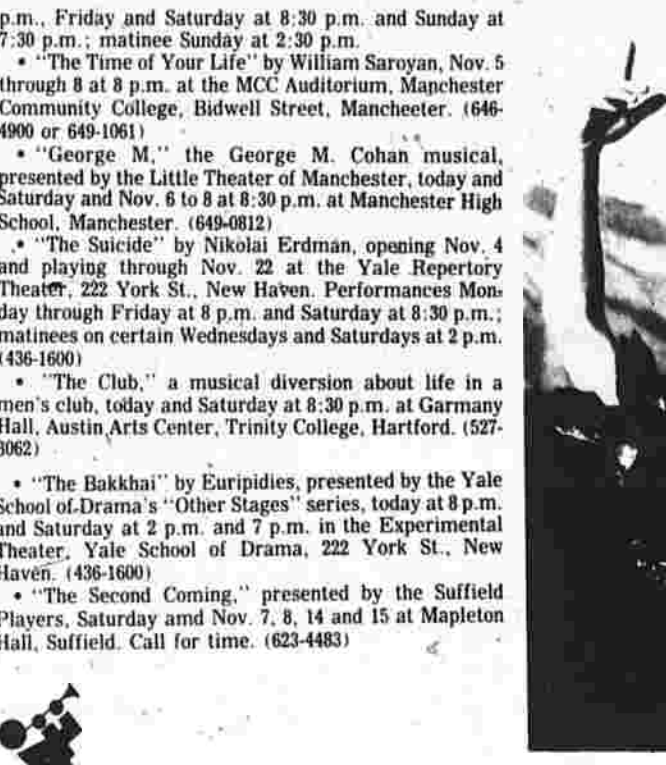 p.m., Friday and Saturday at 8:30 p.m. and Sunday at
7:30 p.m.; matinee Sunday at 2:30 p.m.
• "The Time of Your Life" by William Saroyan, Nov. 5
through 8 at 8 p.m. at the MCC Auditorium, Manchester
Community College, Bidwell Street, Mancheeter. (646-
4900 or 649-1061)
• "George M," the George M. Cohan musical,
presented by the Little Theater of Manchester, today and
Saturday and Nov. 6 to 8 at 8:30 p.m. at Manchester High
School, Manchester. (649-0812)
• "The Suicide" by Nikolai Erdman, opening Nov. 4
and playing through Nov. 22 at the Yale Repertory
Theater, 222 York St., New Haven. Performances Mon-
day through Friday at 8 p.m. and Saturday at 8:30 p.m.;
matinees on certain Wednesdays and Saturdays at 2 p.m.
(436-1600)
• "The Club," a musical diversion about life in a
men's club, today and Saturday at 8:30 p.m. at Garmany
Hall, Austin Arts Center, Trinity College, Hartford. (527-
8062)
• "The Bakkhai" by Euripidies, presented by the Yale
School of Drama's "Other Stages" series, today at 8 p.m.
and Saturday at 2 p.m. and 7 p.m. in the Experimental
Theater, Yale School of Drama, 222 York St., New
Haven. (436-1600)
• "The Second Coming," presented by the Suffield
Players, Saturday amd Nov. 7, 8, 14 and 15 at Mapleton
Hall, Suffield. Call for time. (623-4483)